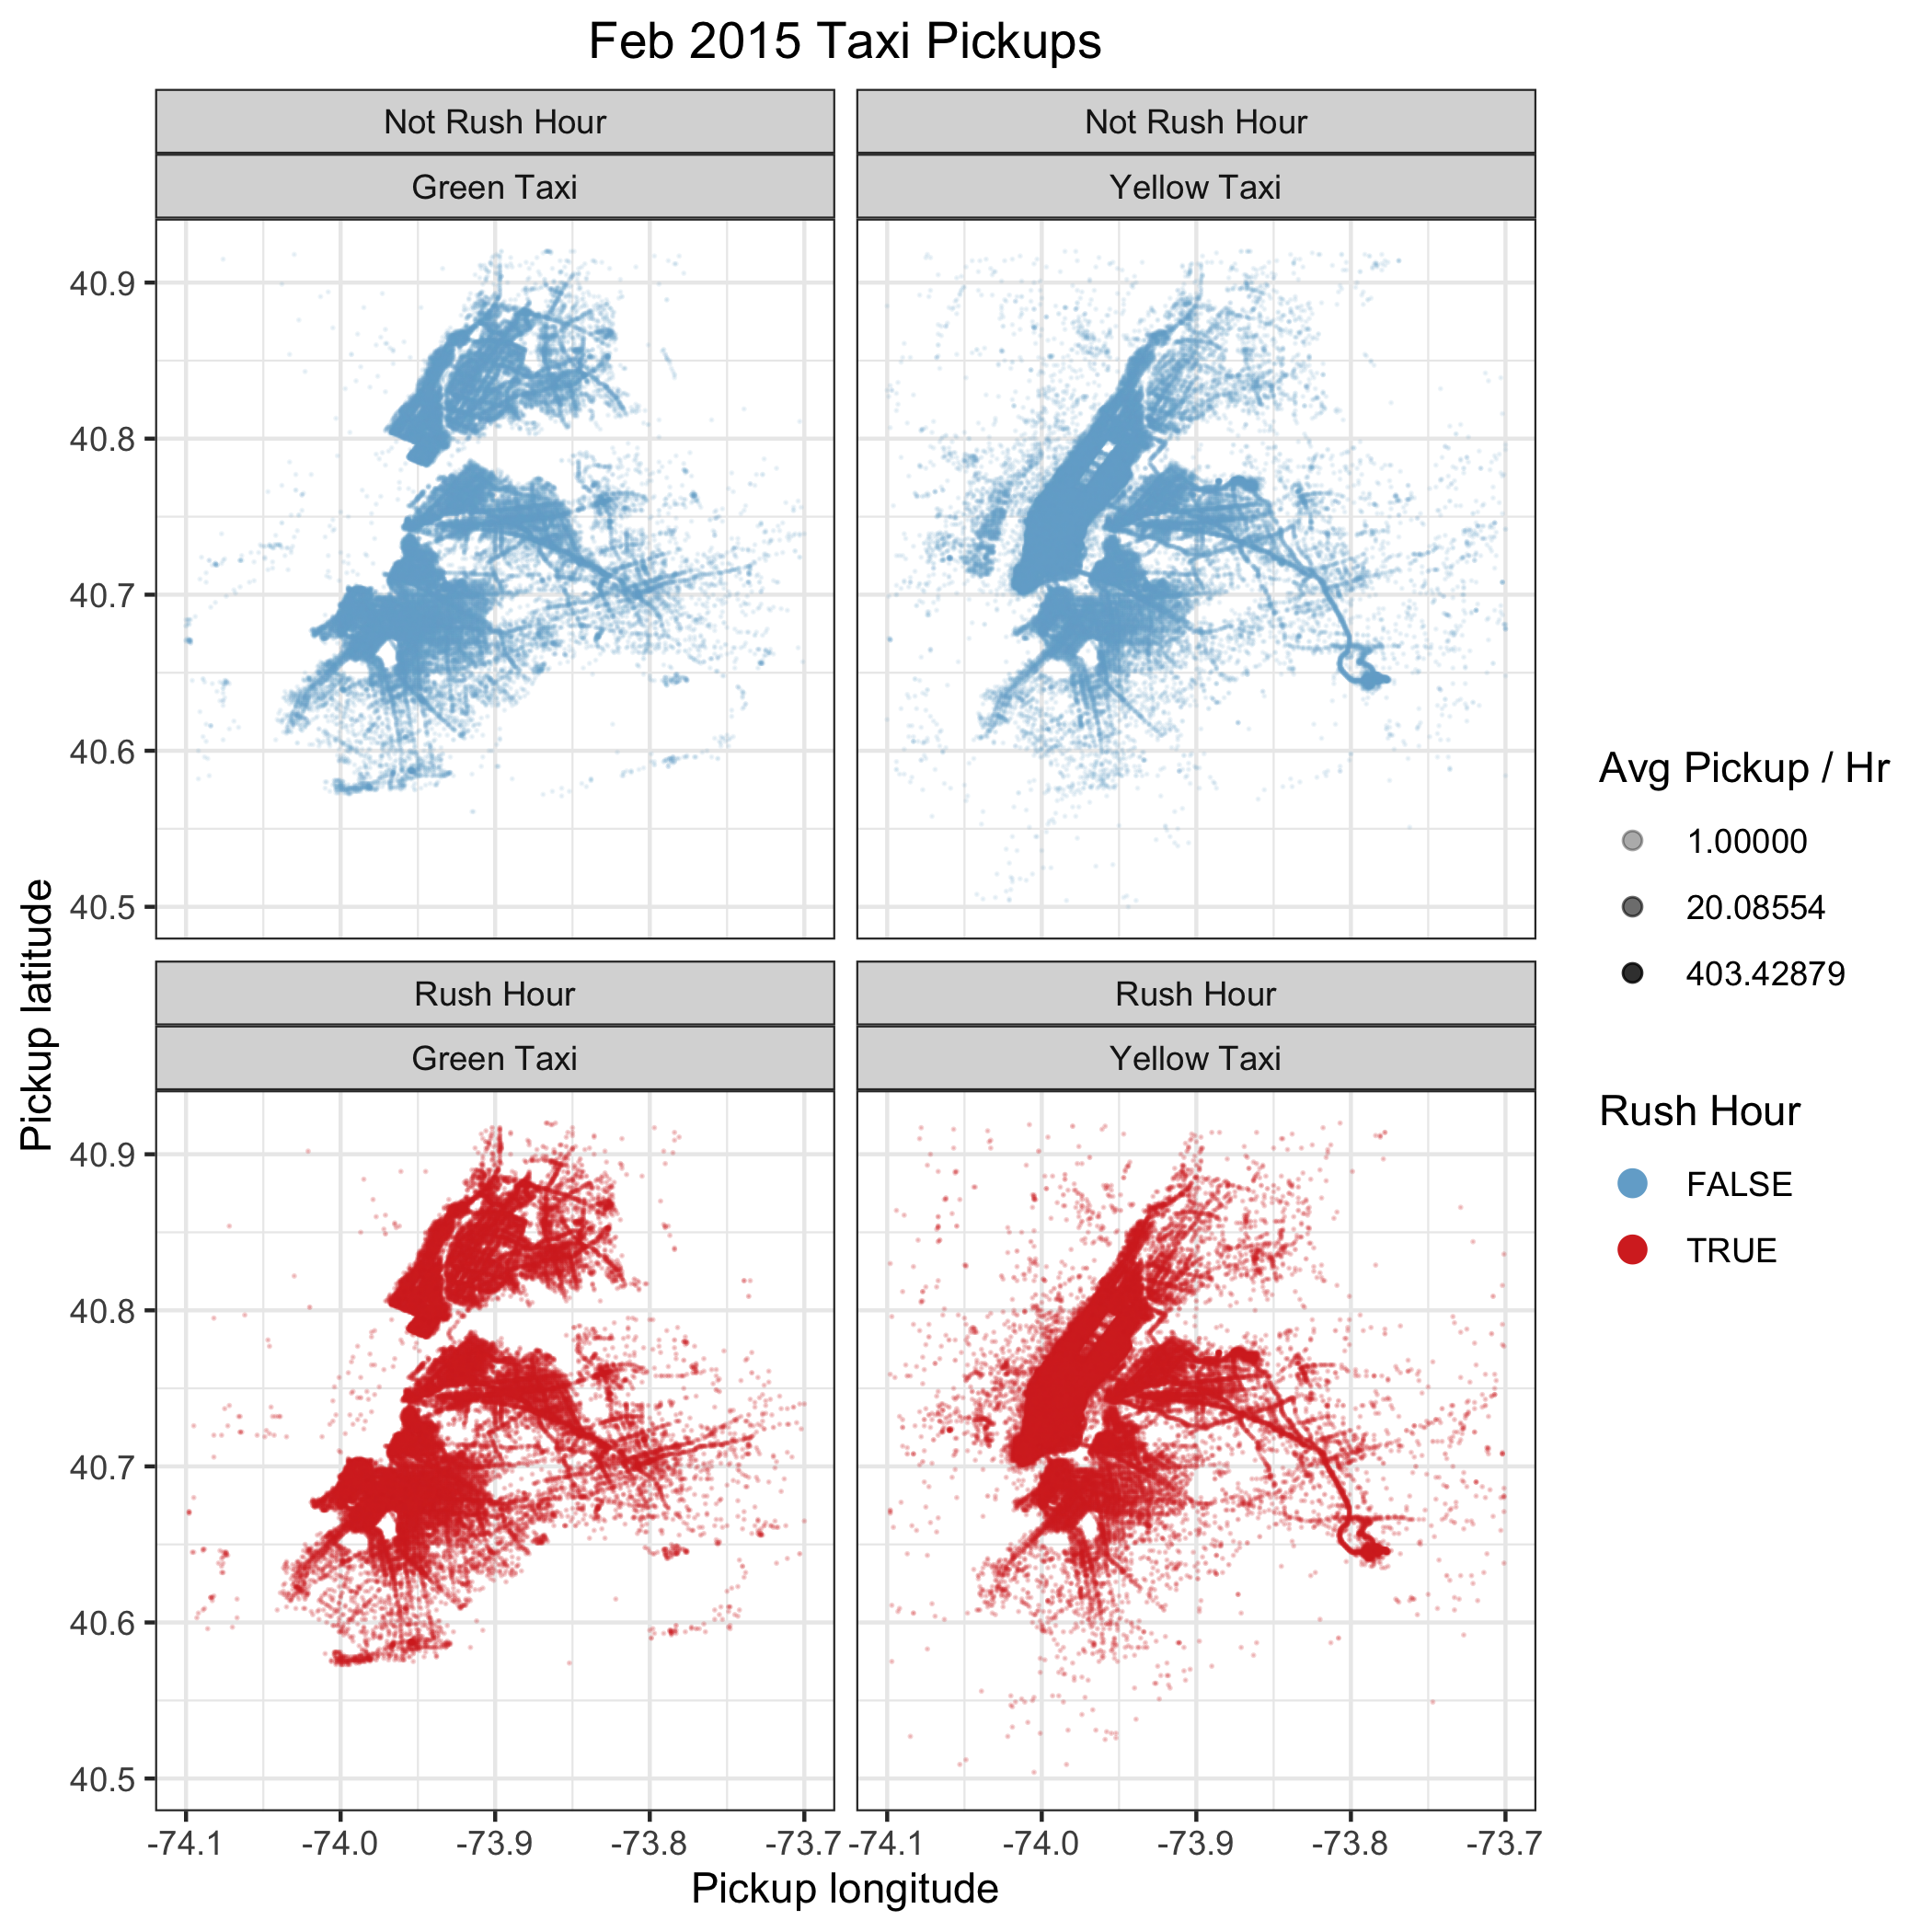 Feb 2015 Taxi Pickups
Not Rush Hour
Green Taxi
Not Rush Hour
Yellow Taxi
40.9
40.8
40.7
40.6
40.5
Rush Hour
Green Taxi
Rush Hour
Yellow Taxi
40.9
40.8
40.7
40.6
40.5
-74.1 -74.0 -73.9 -73.8 -73.7
-74.1 -74.0 -73.9 -73.8 -73.7
Pickup longitude
Pickup latitude
Avg Pickup / Hr
1.00000
20.08554
403.42879
Rush Hour
FALSE
TRUE